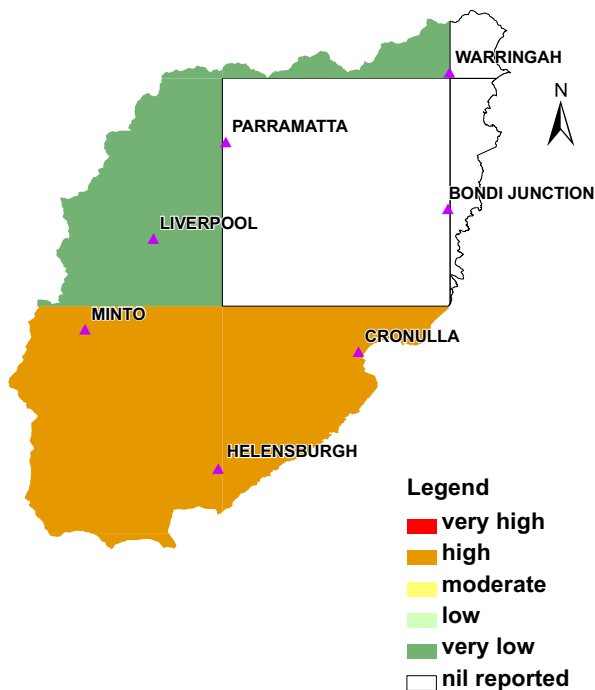 WARRINGAH
N
PARRAMATTA
BONDI JUNCTION
LIVERPOOL
MINTO
CRONULLA
HELENSBURGH
Legend
very high
high
moderate
low
very low
nil reported